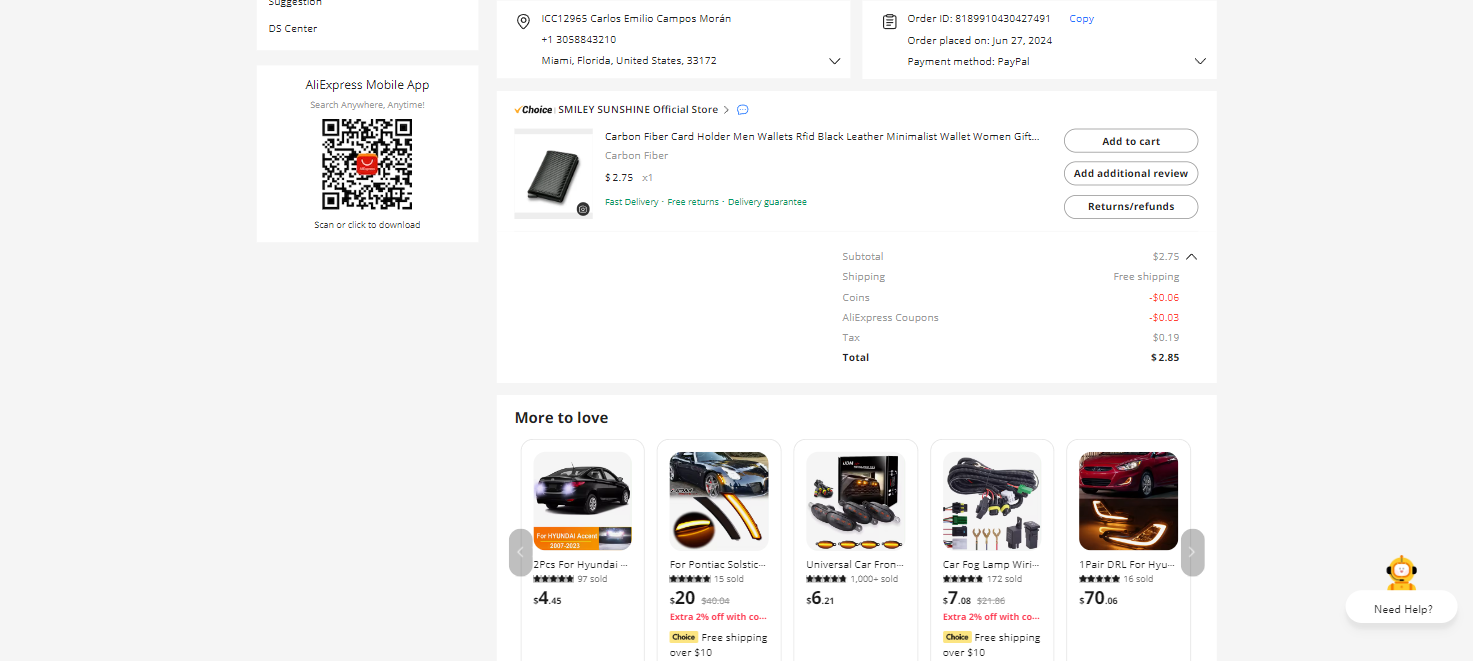 Suggestion
DS Center
AliExpress Mobile App
Search Anywhere, Anytime!
Scan or click to download
ICC12965 Carlos Emilio Campos Morán
+1 3058843210
Miami, Florida, United States, 33172
Order ID: 8189910430427491 Copy
Order placed on: Jun 27, 2024
Payment method: PayPal
Choice SMILEY SUNSHINE Official Store
Carbon Fiber Card Holder Men Wallets Rfid Black Leather Minimalist Wallet Women Gift...
Carbon Fiber
$2.75 x1
Fast Delivery · Free returns · Delivery guarantee
Add to cart
Add additional review
Returns/refunds
Subtotal $2.75
Shipping Free shipping
Coins -$0.06
AliExpress Coupons -$0.03
Tax $0.19
Total $2.85
More to love
For HYUNDAI Accent
2007-2023
2Pcs For Hyundai ...
97 sold
$4.45
For Pontiac Solstic...
15 sold
$20 $40.04
Extra 2% off with co...
Choice Free shipping
over $10
Universal Car Fron...
1,000+ sold
$6.21
Car Fog Lamp Wiri...
172 sold
$7.08 $21.86
Extra 2% off with co...
Choice Free shipping
over $10
1Pair DRL For Hyu...
16 sold
$70.06
Need Help?